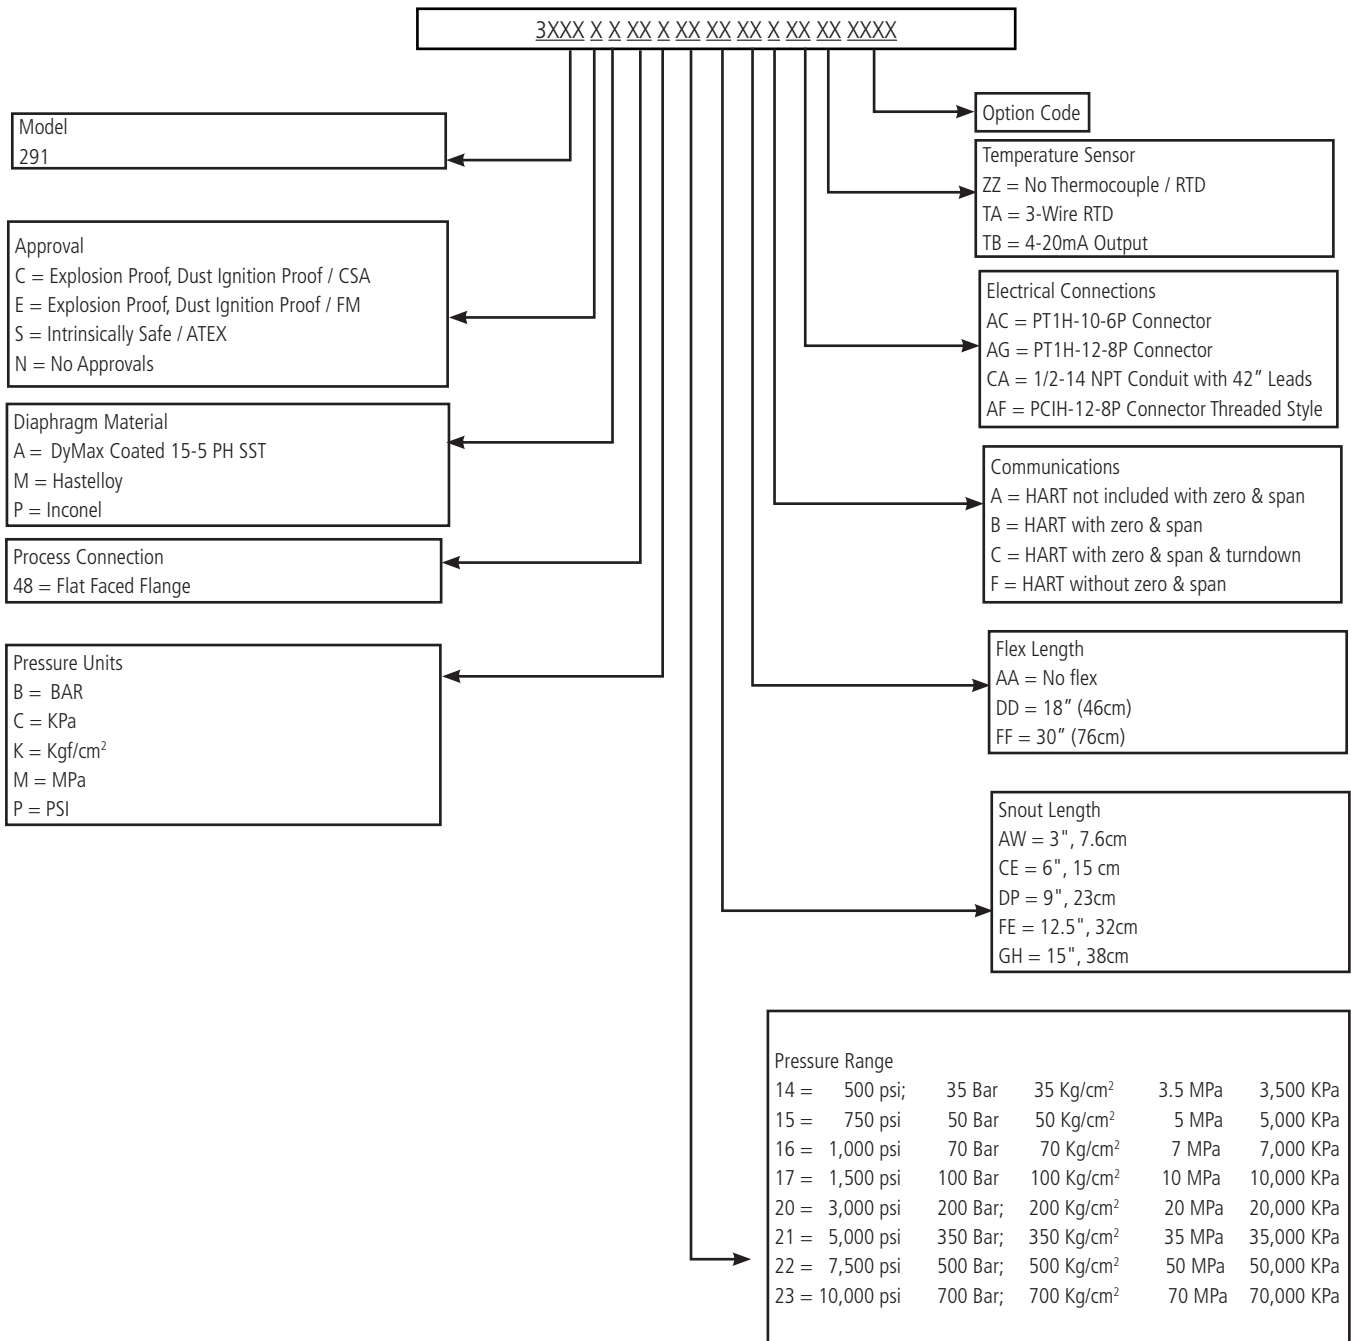 3XXX X X XX X XX XX XX X XX XX XXXX
Model
291
Approval
C = Explosion Proof, Dust Ignition Proof / CSA
E = Explosion Proof, Dust Ignition Proof / FM
S = Intrinsically Safe / ATEX
N = No Approvals
Diaphragm Material
A = DyMax Coated 15-5 PH SST
M = Hastelloy
P = Inconel
Process Connection
48 = Flat Faced Flange
Pressure Units
B = BAR
C = KPa
K = Kgf/cm²
M = MPa
P = PSI
Option Code
Temperature Sensor
ZZ = No Thermocouple / RTD
TA = 3-Wire RTD
TB = 4-20mA Output
Electrical Connections
AC = PT1H-10-6P Connector
AG = PT1H-12-8P Connector
CA = 1/2-14 NPT Conduit with 42" Leads
AF = PCIH-12-8P Connector Threaded Style
Communications
A = HART not included with zero & span
B = HART with zero & span
C = HART with zero & span & turndown
F = HART without zero & span
Flex Length
AA = No flex
DD = 18" (46cm)
FF = 30" (76cm)
Snout Length
AW = 3", 7.6cm
CE = 6", 15 cm
DP = 9", 23cm
FE = 12.5", 32cm
GH = 15", 38cm
Pressure Range
14 = 500 psi; 35 Bar 35 Kg/cm² 3.5 MPa 3,500 KPa
15 = 750 psi 50 Bar 50 Kg/cm² 5 MPa 5,000 KPa
16 = 1,000 psi 70 Bar 70 Kg/cm² 7 MPa 7,000 KPa
17 = 1,500 psi 100 Bar 100 Kg/cm² 10 MPa 10,000 KPa
20 = 3,000 psi 200 Bar; 200 Kg/cm² 20 MPa 20,000 KPa
21 = 5,000 psi 350 Bar; 350 Kg/cm² 35 MPa 35,000 KPa
22 = 7,500 psi 500 Bar; 500 Kg/cm² 50 MPa 50,000 KPa
23 = 10,000 psi 700 Bar; 700 Kg/cm² 70 MPa 70,000 KPa